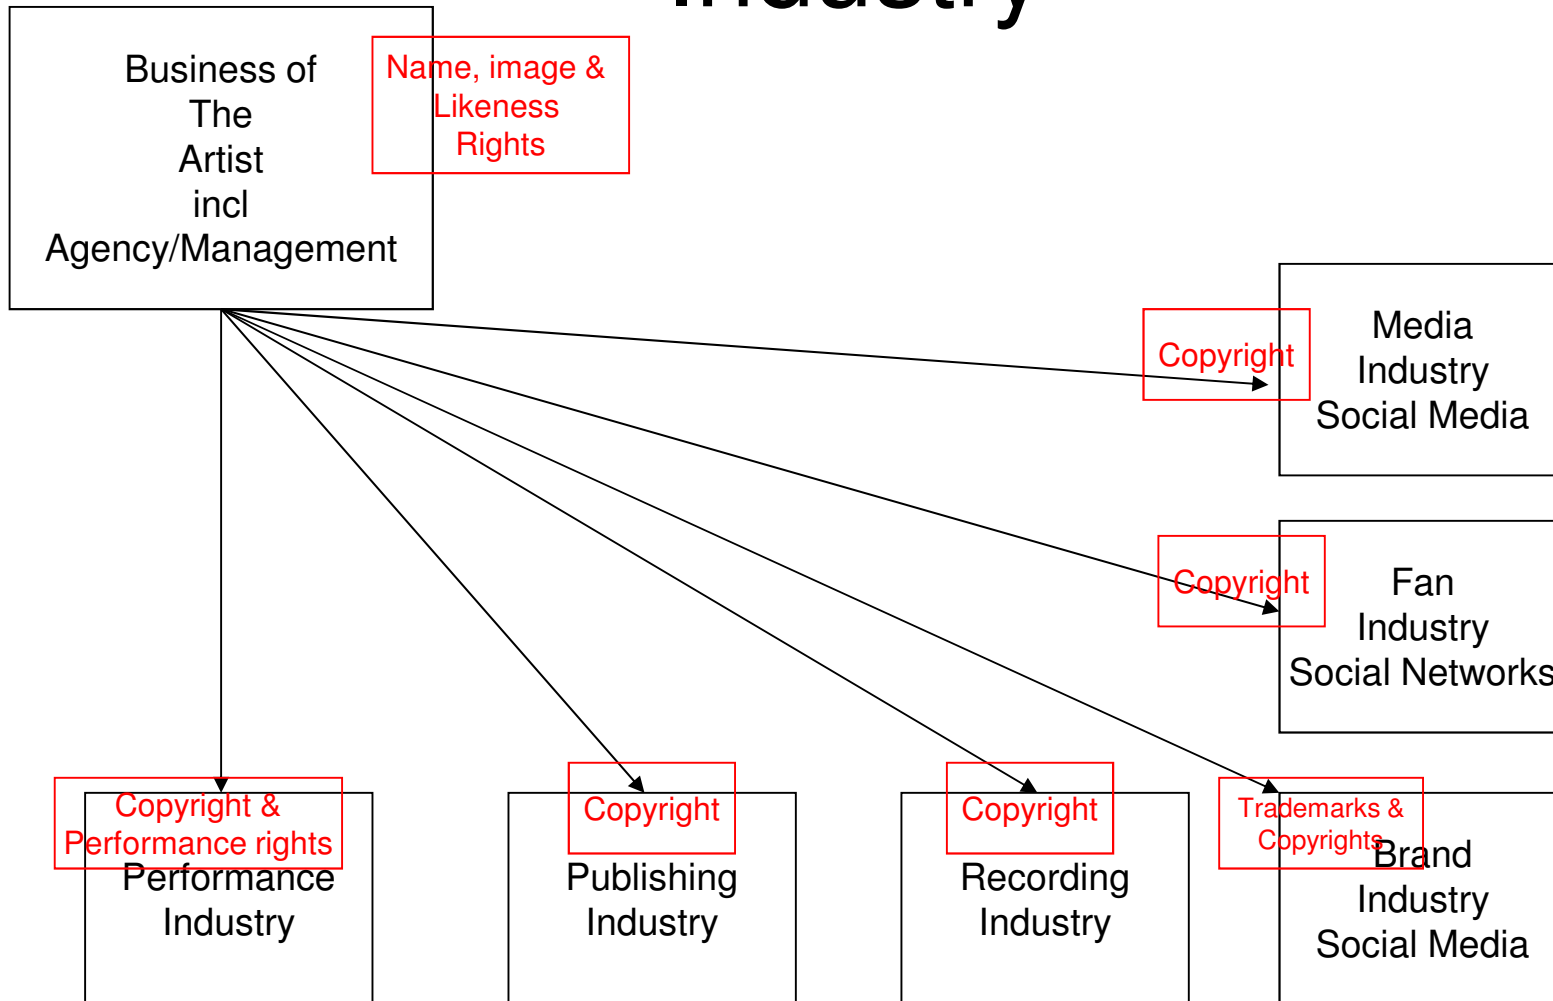 Industry
Business of
The
Artist
incl
Agency/Management
Name, image &
Likeness
Rights
Copyright
Media
Industry
Social Media
Copyright
Fan
Industry
Social Networks
Copyright &
Performance rights
Performance
Industry
Copyright
Publishing
Industry
Copyright
Recording
Industry
Trademarks &
Copyrights
Brand
Industry
Social Media